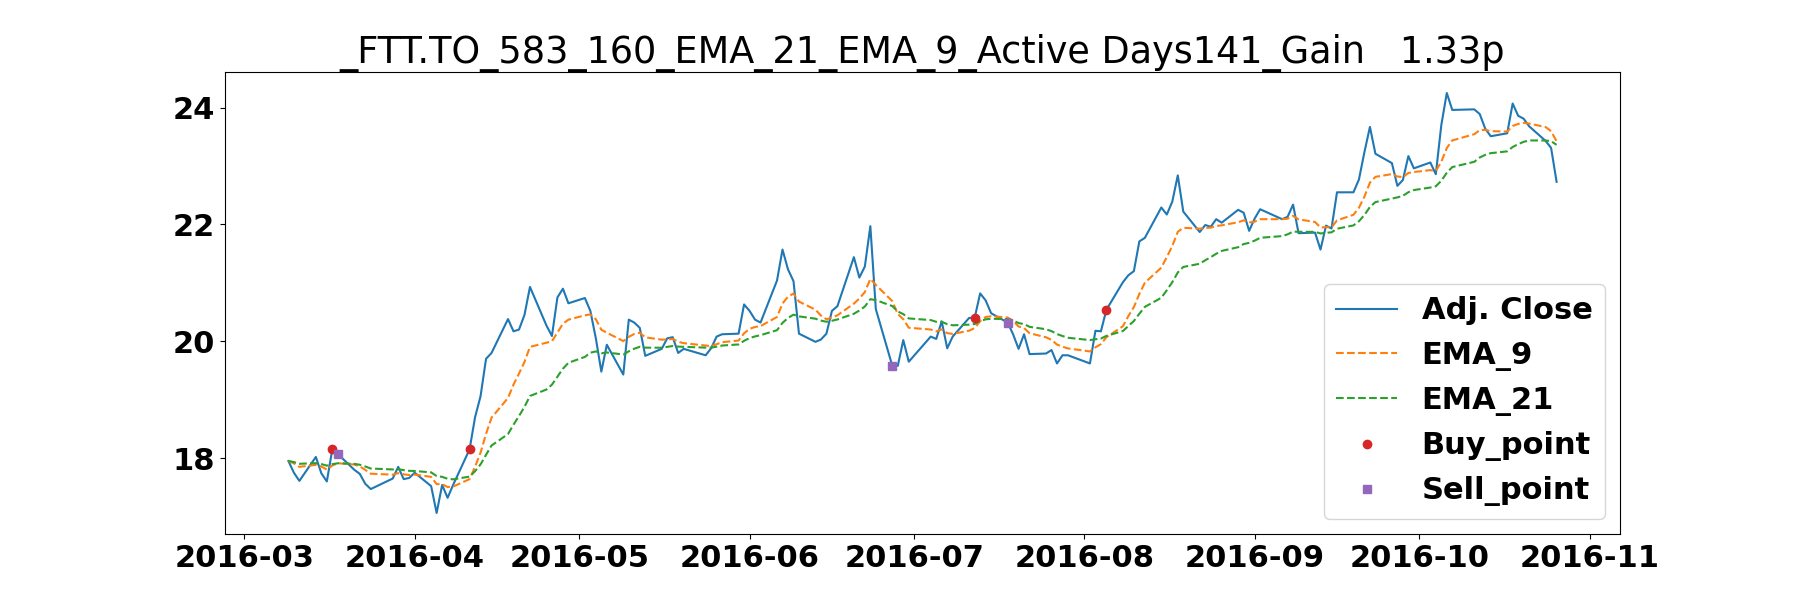 _FTT.TO_583_160_EMA_21_EMA_9_Active Days141_Gain   1.33p
24
22
20
18
Adj. Close
EMA_9
EMA_21
Buy_point
Sell_point
2016-03 2016-04 2016-05 2016-06 2016-07 2016-08 2016-09 2016-10 2016-11